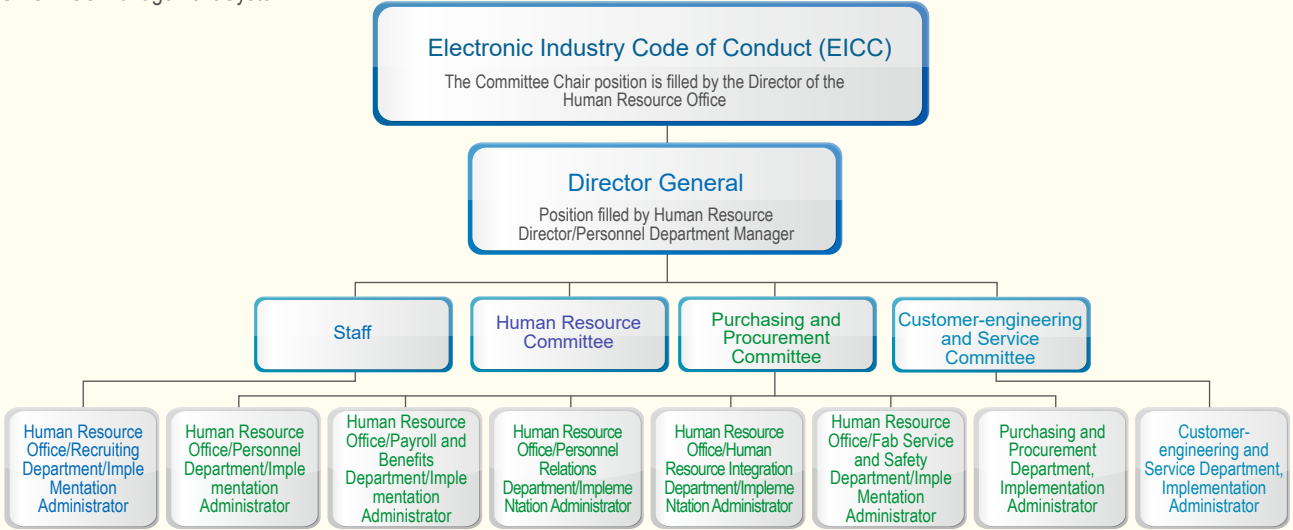 Electronic Industry Code of Conduct (EICC)
The Committee Chair position is filled by the Director of the
Human Resource Office
Director General
Position filled by Human Resource
Director/Personnel Department Manager
Staff
Human Resource
Committee
Purchasing and
Procurement
Committee
Customer-engineering
and Service
Committee
Human Resource
Office/Recruiting
Department/Imple
Mentation
Administrator
Human Resource
Office/Personnel
Department/Imple
mentation
Administrator
Human Resource
Office/Payroll and
Benefits
Department/Imple
mentation
Administrator
Human Resource
Office/Personnel
Relations
Department/Impleme
Ntation Administrator
Human Resource
Office/Human
Resource Integration
Department/Impleme
Ntation Administrator
Human Resource
Office/Fab Service
and Safety
Department/Imple
Mentation
Administrator
Purchasing and
Procurement
Department,
Implementation
Administrator
Customer-
engineering and
Service Department,
Implementation
Administrator